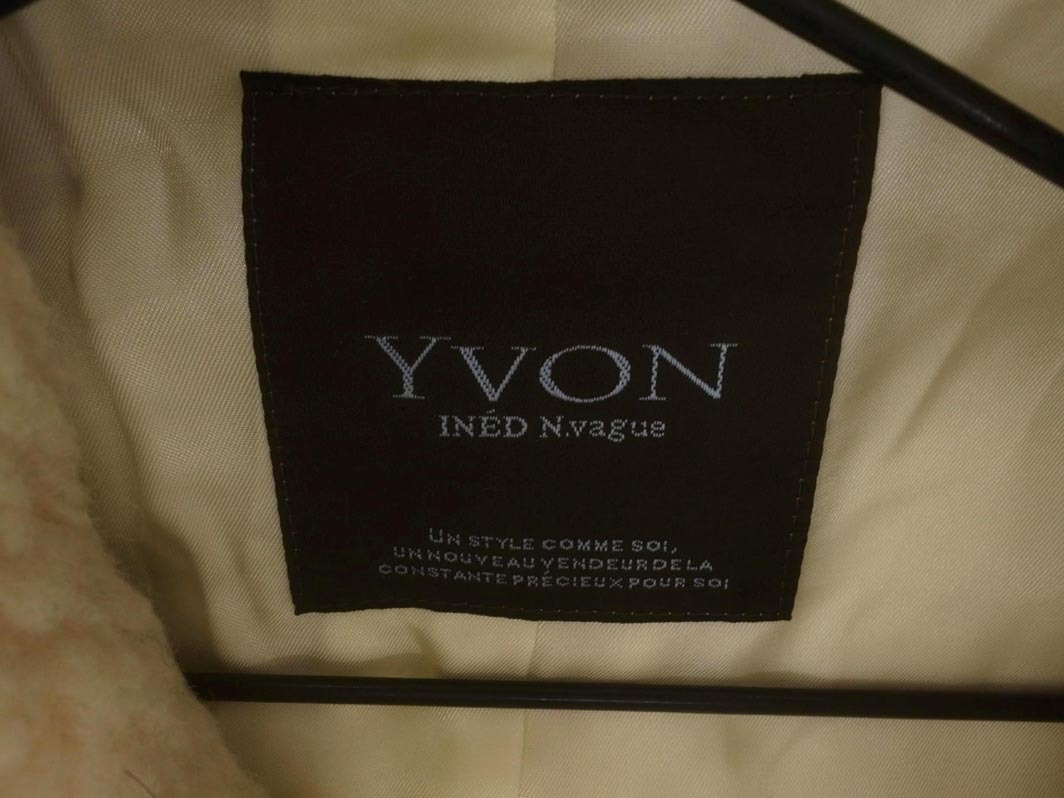 YVON
INÉD N.vague
UN STYLE COMME SOI,
UN NOUVEAU VENDEUR DE LA
CONSTANTE PRÉCIEUX POUR SOI